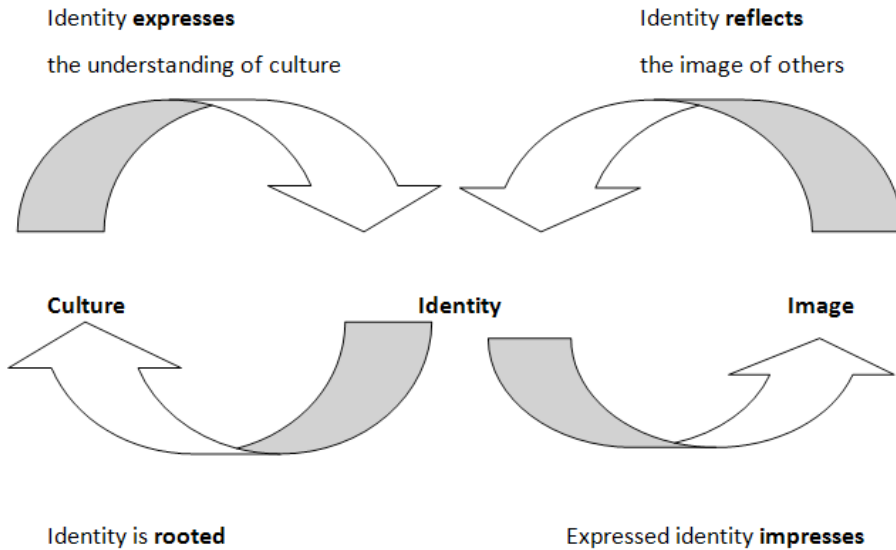 Identity expresses
the understanding of culture
Identity reflects
the image of others
Culture
Identity
Image
Identity is rooted
Expressed identity impresses